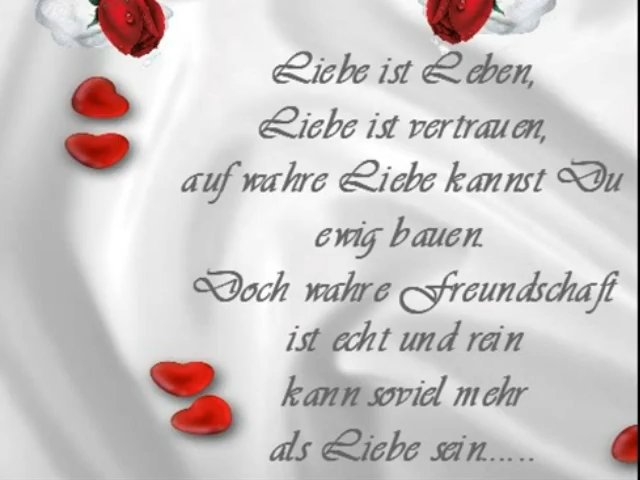 Liebe ist Leben,
Liebe ist vertrauen,
auf wahre Liebe kannst Du
ewig bauen.
Doch wahre Freundschaft
ist echt und rein
kann soviel mehr
als Liebe sein......